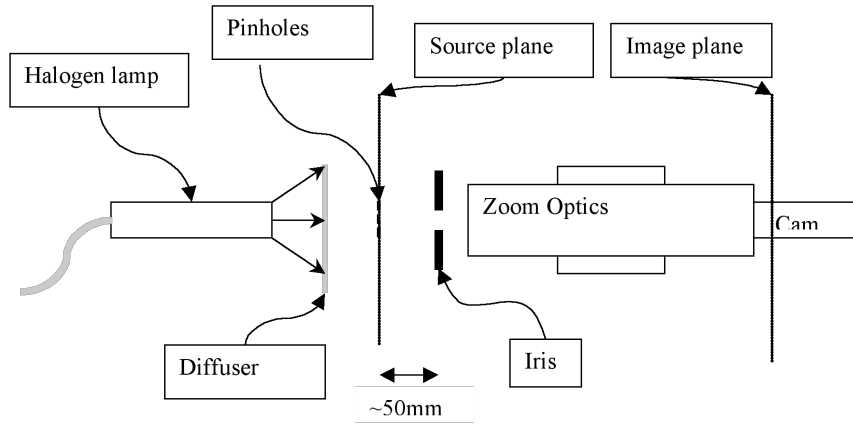 Pinholes
Source plane
Image plane
Halogen lamp
Zoom Optics
Cam
Diffuser
Iris
~50mm